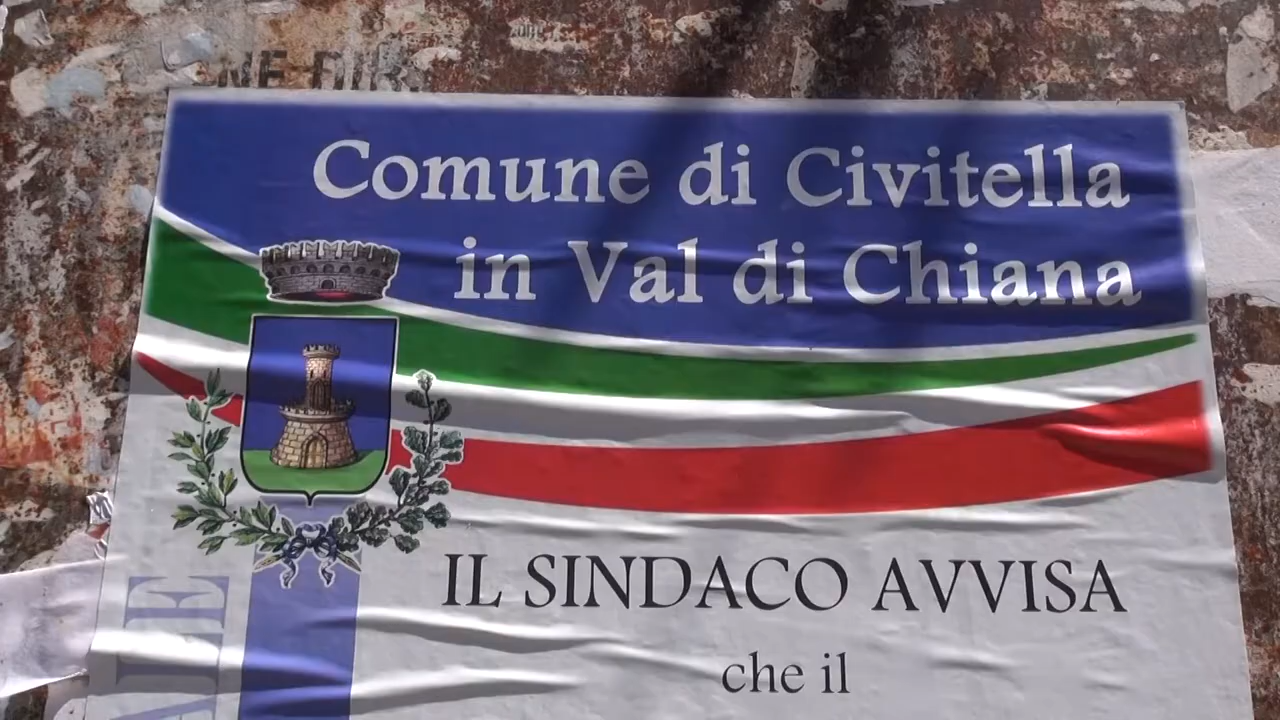 Comune di Civitella
in Val di Chiana
IL SINDACO AVVISA
che il